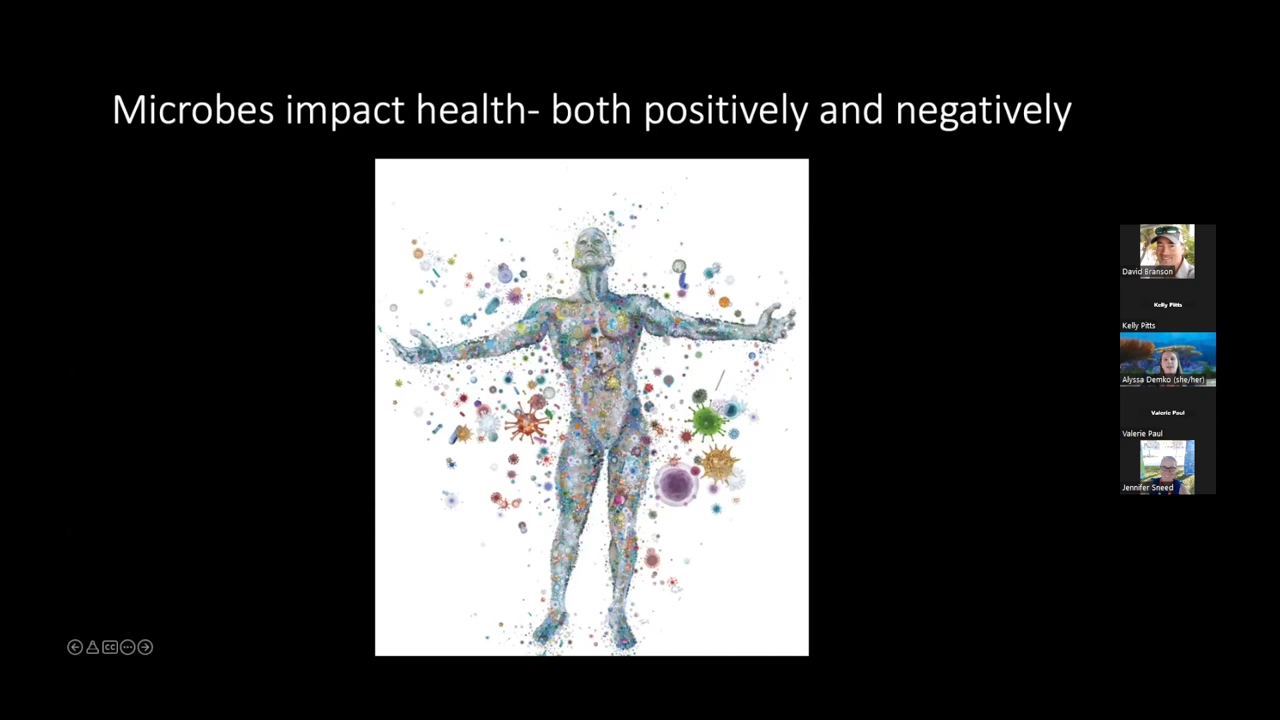 Microbes impact health- both positively and negatively
David Branson
Kelly Pitts
Kelly Pitts
Alyssa Demko (she/her)
Valerie Paul
Valerie Paul
Jennifer Sneed
CC